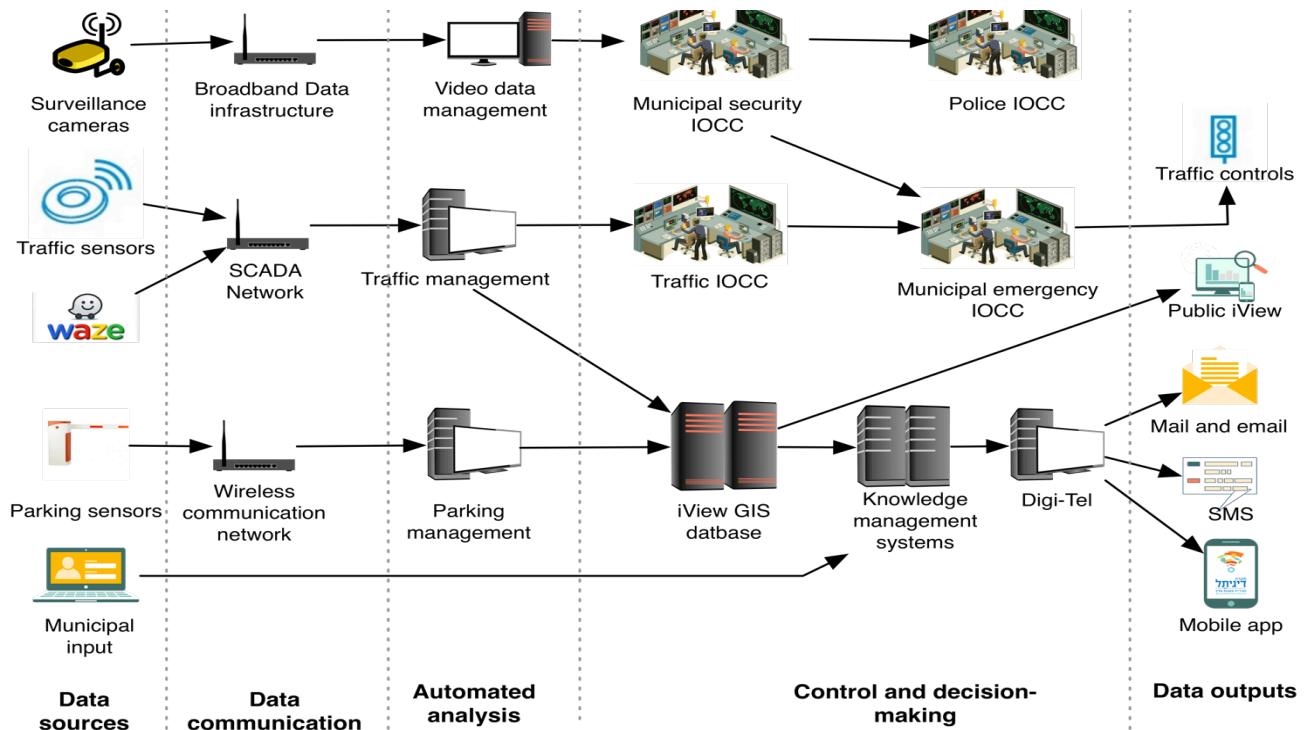 Surveillance
cameras
Broadband Data
infrastructure
Video data
management
Municipal security
IOCC
Police IOCC
Traffic controls
Traffic sensors
SCADA
Network
Traffic management
Traffic IOCC
Municipal emergency
IOCC
Public iView
waze
Mail and email
Parking sensors
Wireless
communication
network
Parking
management
iView GIS
datbase
Knowledge
management
systems
Digi-Tel
SMS
דיגיתל
Mobile app
Municipal
input
Data
sources
Data
communication
Automated
analysis
Control and decision-
making
Data outputs